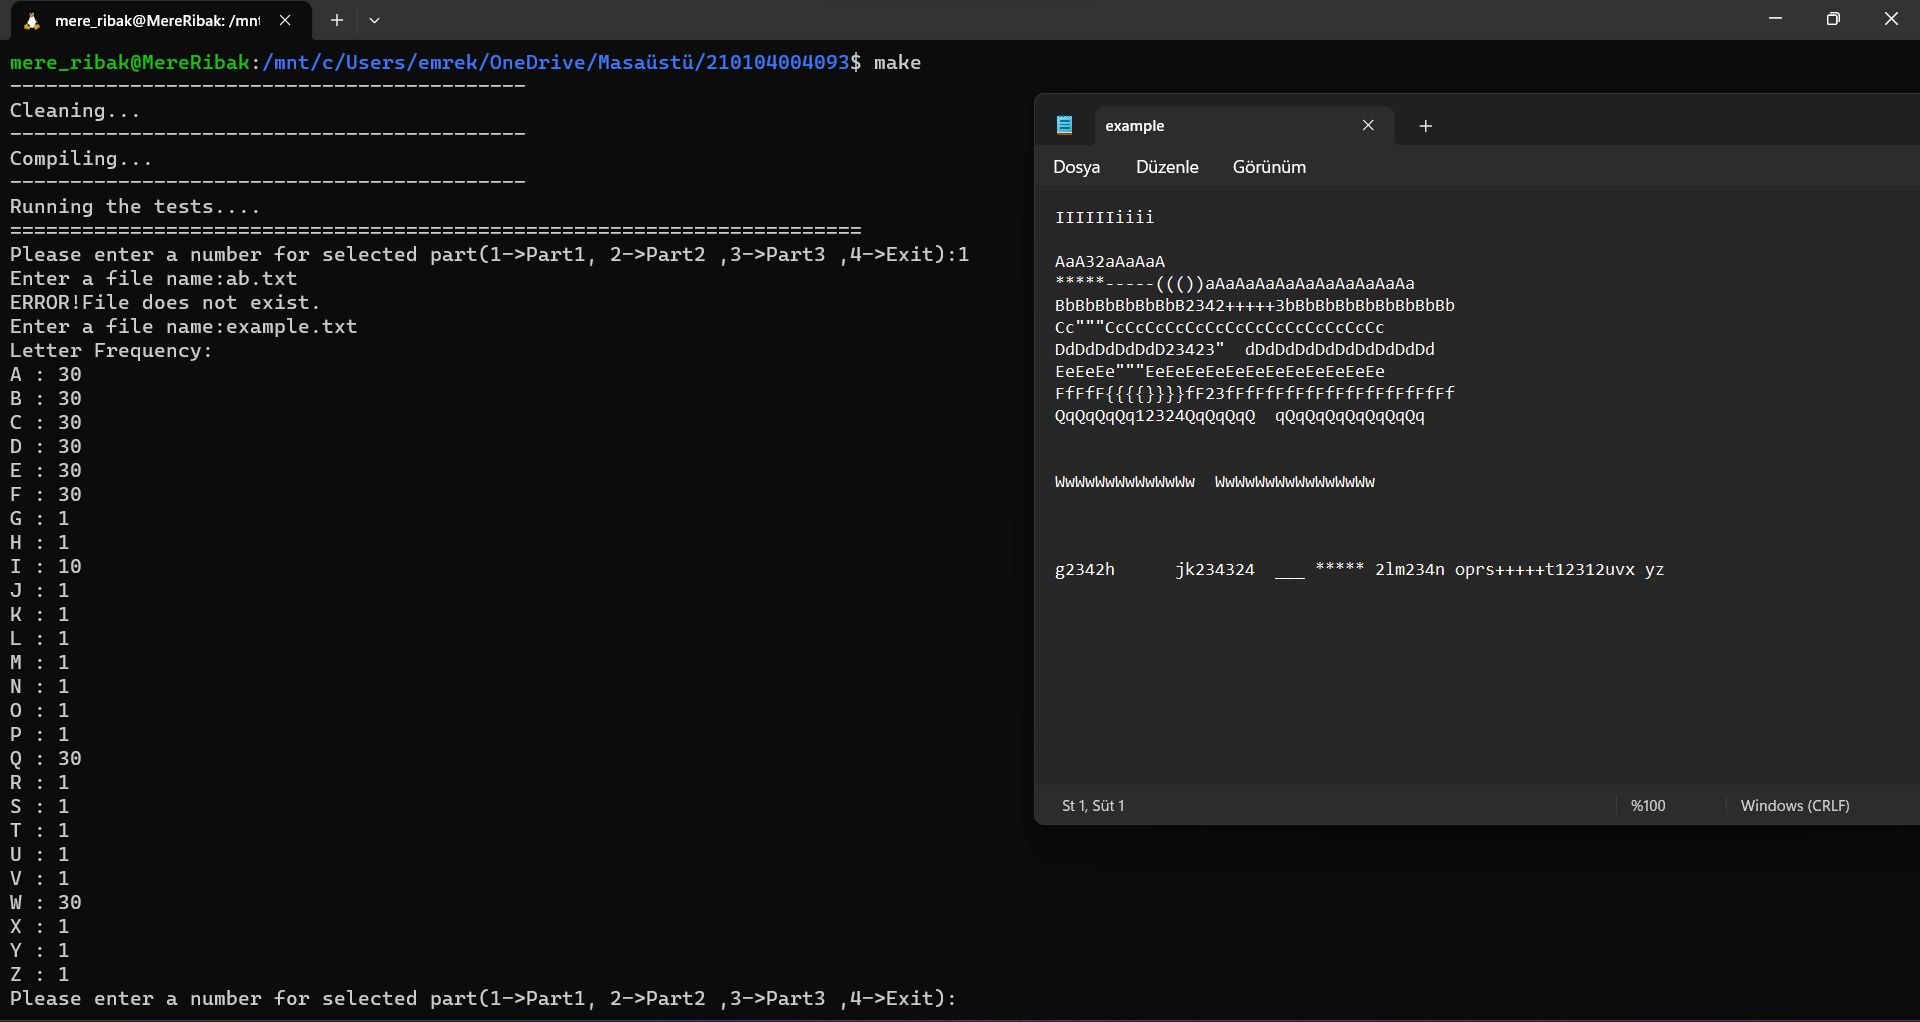 mere_ribak@MereRibak: /mnt
mere_ribak@MereRibak:/mnt/c/Users/emrek/OneDrive/Masaüstü/210104004093$ make
-------------------------------------------
Cleaning...
-------------------------------------------
Compiling...
-------------------------------------------
Running the tests....
=======================================================================
Please enter a number for selected part(1->Part1, 2->Part2 ,3->Part3 ,4->Exit):1
Enter a file name:ab.txt
ERROR!File does not exist.
Enter a file name:example.txt
Letter Frequency:
A : 30
B : 30
C : 30
D : 30
E : 30
F : 30
G : 1
H : 1
I : 10
J : 1
K : 1
L : 1
M : 1
N : 1
O : 1
P : 1
Q : 30
R : 1
S : 1
T : 1
U : 1
V : 1
W : 30
X : 1
Y : 1
Z : 1
Please enter a number for selected part(1->Part1, 2->Part2 ,3->Part3 ,4->Exit):
example
Dosya Düzenle Görünüm
IIIIIIiiii
AaA32aAaAaA
*****-----((())aAaAaAaAaAaAaAaAaAaAa
BbBbBbBbBbBbB2342+++++3bBbBbBbBbBbBbBbBb
Cc"""CcCcCcCcCcCcCcCcCcCcCcCcCcCc
DdDdDdDdDdD23423"  dDdDdDdDdDdDdDdDdDd
EeEeEe"""EeEeEeEeEeEeEeEeEeEeEeEe
FfFfF{{{{}}}}fF23fFfFfFfFfFfFfFfFfFfFfFf
QqQqQqQq12324QqQqQqQ  qQqQqQqQqQqQqQq
WwWwWwWwWwWwWw  WwWwWwWwWwWwWwWw
g2342h      jk234324  ___ ***** 2lm234n oprs+++++t12312uvx yz
St 1, Süt 1
%100
Windows (CRLF)